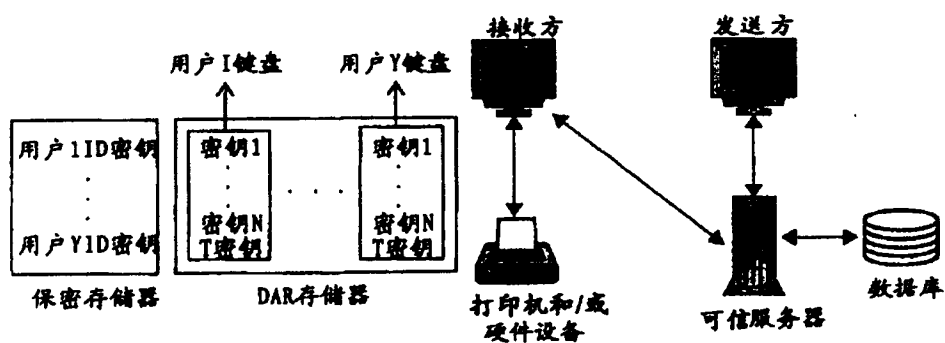 接收方
发送方
用户I键盘
用户Y键盘
用户1ID密钥
用户YID密钥
密钥1
密钥N
T密钥
密钥1
密钥N
T密钥
保密存储器
DAR存储器
打印机和/或
硬件设备
可信服务器
数据库